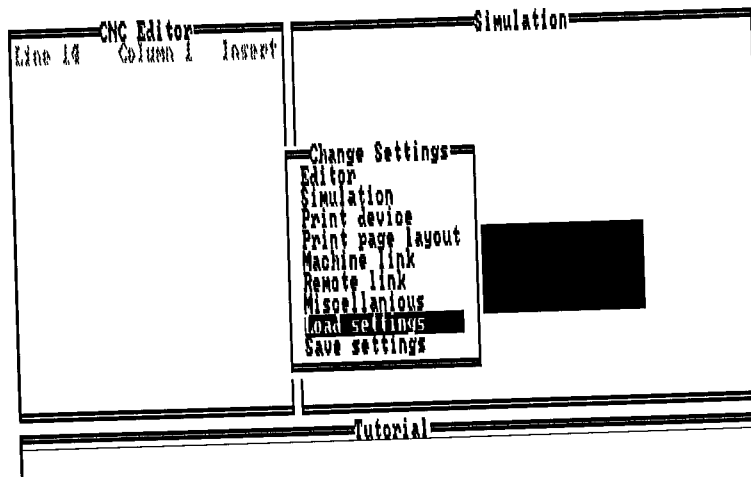 CNC Editor
Simulation
Line 14 Column 1 Insert
Change Settings
Editor
Simulation
Print device
Print page layout
Machine link
Remote link
Miscellanious
Load settings
Save settings
Tutorial